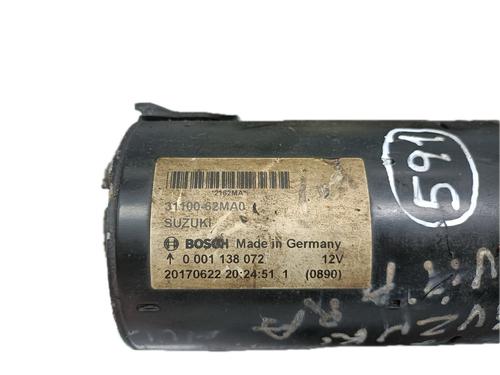 *2162MA*
31100-62MA0
SUZUKI
BOSCH Made in Germany
↑ 0 001 138 072 12V
20170622 20:24:51 1 (0890)
591